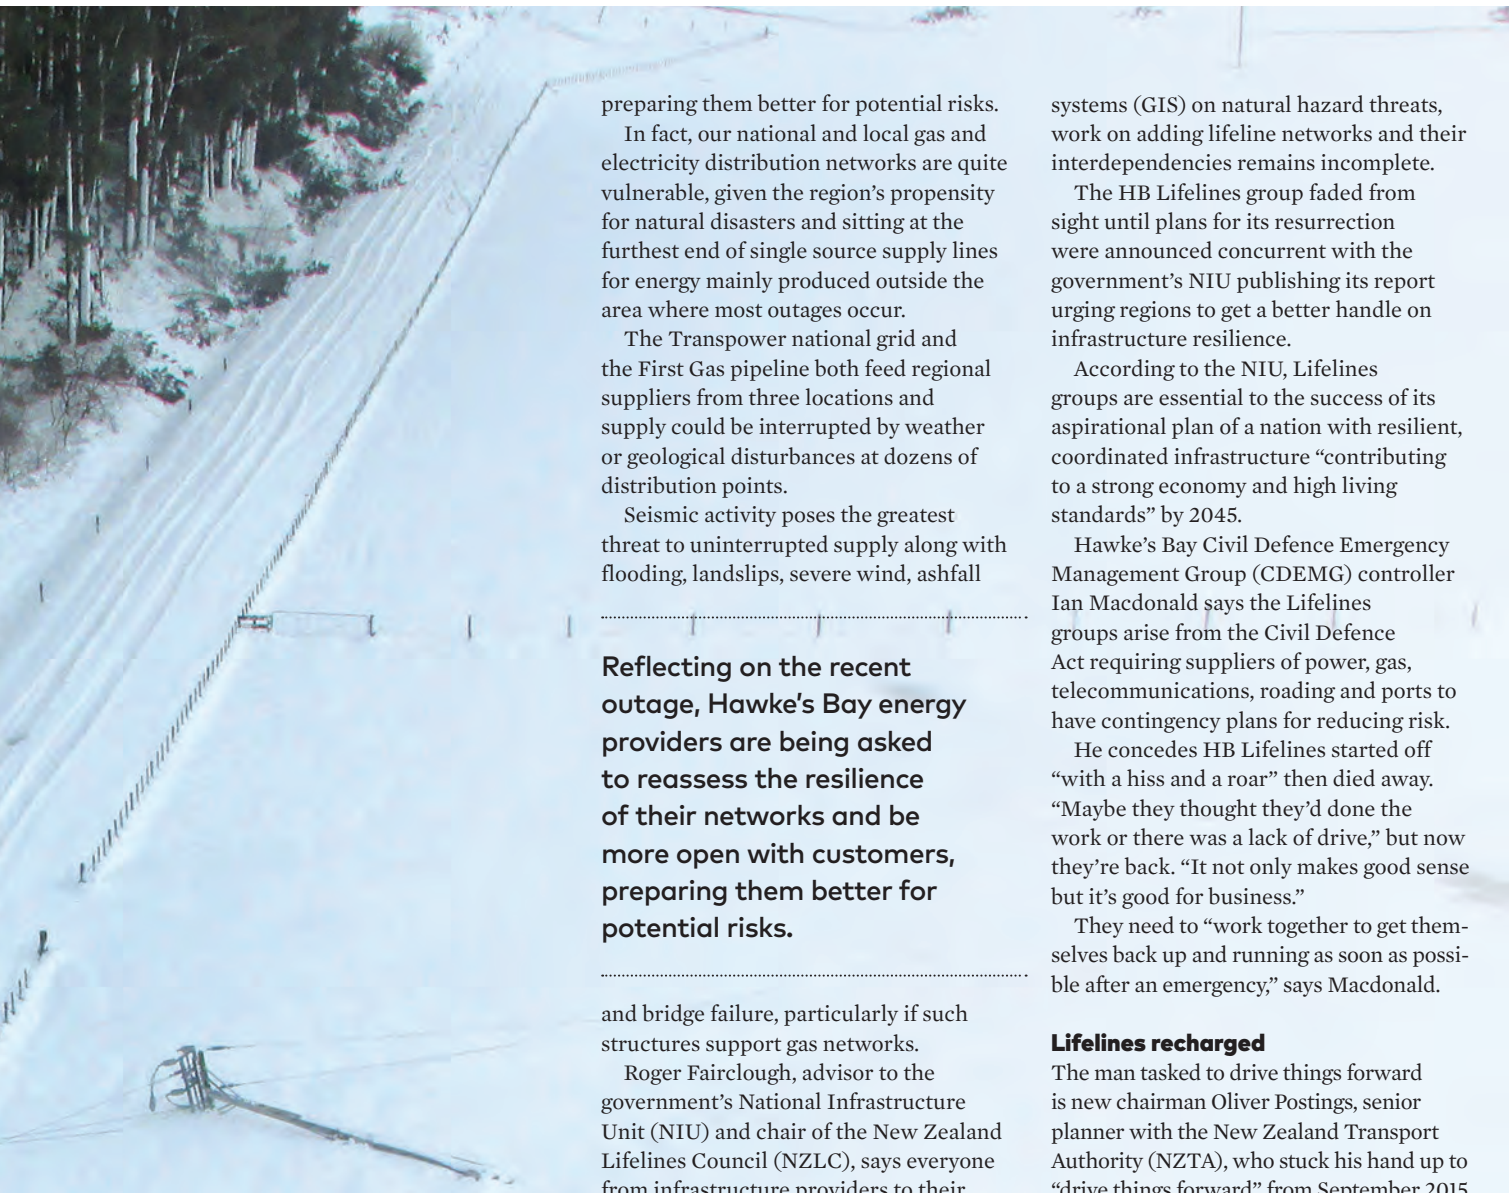 preparing them better for potential risks.
In fact, our national and local gas and
electricity distribution networks are quite
vulnerable, given the region’s propensity
for natural disasters and sitting at the
furthest end of single source supply lines
for energy mainly produced outside the
area where most outages occur.
The Transpower national grid and
the First Gas pipeline both feed regional
suppliers from three locations and
supply could be interrupted by weather
or geological disturbances at dozens of
distribution points.
Seismic activity poses the greatest
threat to uninterrupted supply along with
flooding, landslips, severe wind, ashfall
Reflecting on the recent
outage, Hawke’s Bay energy
providers are being asked
to reassess the resilience
of their networks and be
more open with customers,
preparing them better for
potential risks.
and bridge failure, particularly if such
structures support gas networks.
Roger Fairclough, advisor to the
government’s National Infrastructure
Unit (NIU) and chair of the New Zealand
Lifelines Council (NZLC), says everyone
from infrastructure providers to their
systems (GIS) on natural hazard threats,
work on adding lifeline networks and their
interdependencies remains incomplete.
The HB Lifelines group faded from
sight until plans for its resurrection
were announced concurrent with the
government’s NIU publishing its report
urging regions to get a better handle on
infrastructure resilience.
According to the NIU, Lifelines
groups are essential to the success of its
aspirational plan of a nation with resilient,
coordinated infrastructure “contributing
to a strong economy and high living
standards” by 2045.
Hawke’s Bay Civil Defence Emergency
Management Group (CDEMG) controller
Ian Macdonald says the Lifelines
groups arise from the Civil Defence
Act requiring suppliers of power, gas,
telecommunications, roading and ports to
have contingency plans for reducing risk.
He concedes HB Lifelines started off
“with a hiss and a roar” then died away.
“Maybe they thought they’d done the
work or there was a lack of drive,” but now
they’re back. “It not only makes good sense
but it’s good for business.”
They need to “work together to get them-
selves back up and running as soon as possi-
ble after an emergency,” says Macdonald.
Lifelines recharged
The man tasked to drive things forward
is new chairman Oliver Postings, senior
planner with the New Zealand Transport
Authority (NZTA), who stuck his hand up to
“drive things forward” from September 2015